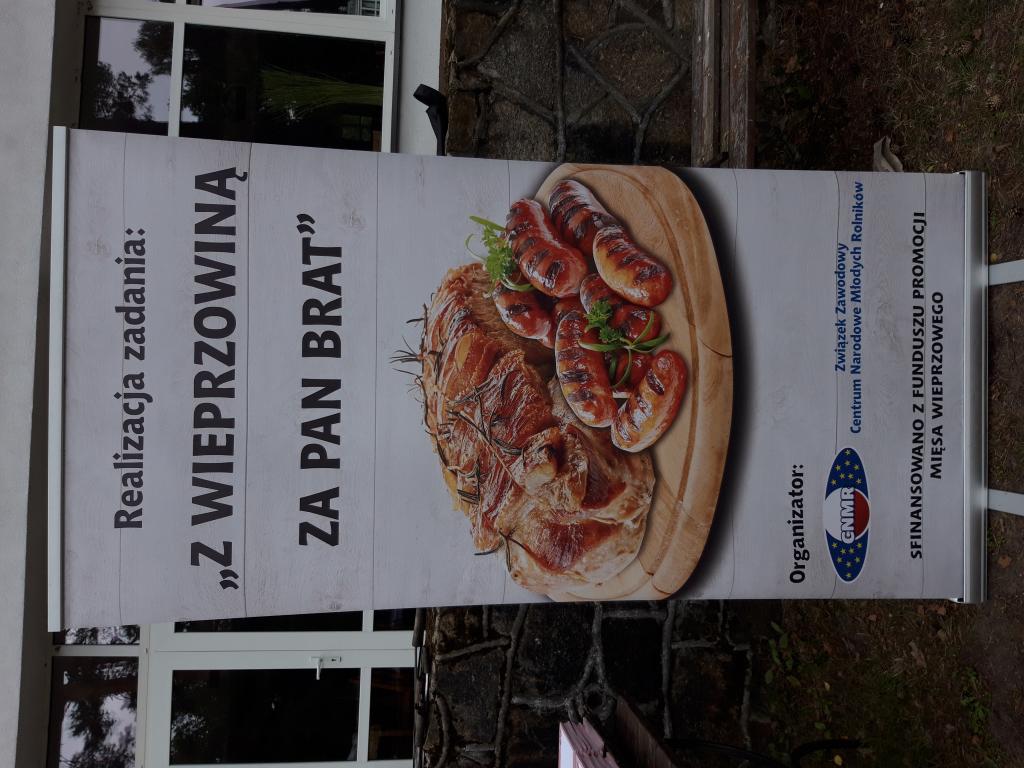 Realizacja zadania:
„Z WIEPRZOWINĄ
ZA PAN BRAT”
Organizator:
CNMR
Związek Zawodowy
Centrum Narodowe Młodych Rolników
SFINANSOWANO Z FUNDUSZU PROMOCJI
MIĘSA WIEPRZOWEGO